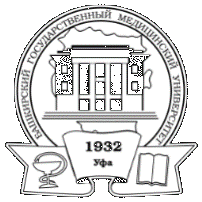 БАШКИРСКИЙ ГОСУДАРСТВЕННЫЙ МЕДИЦИНСКИЙ УНИВЕРСИТЕТ
1932
Уфа